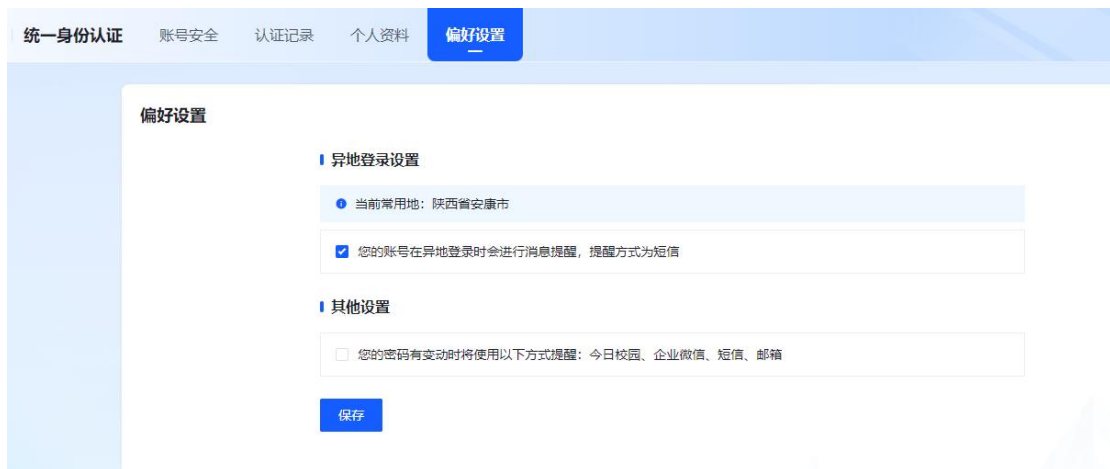 统一身份认证 账号安全 认证记录 个人资料 偏好设置
偏好设置
异地登录设置
当前常用地：陕西省安康市
您的账号在异地登录时会进行消息提醒，提醒方式为短信
其他设置
您的密码有变动时将使用以下方式提醒：今日校园、企业微信、短信、邮箱
保存